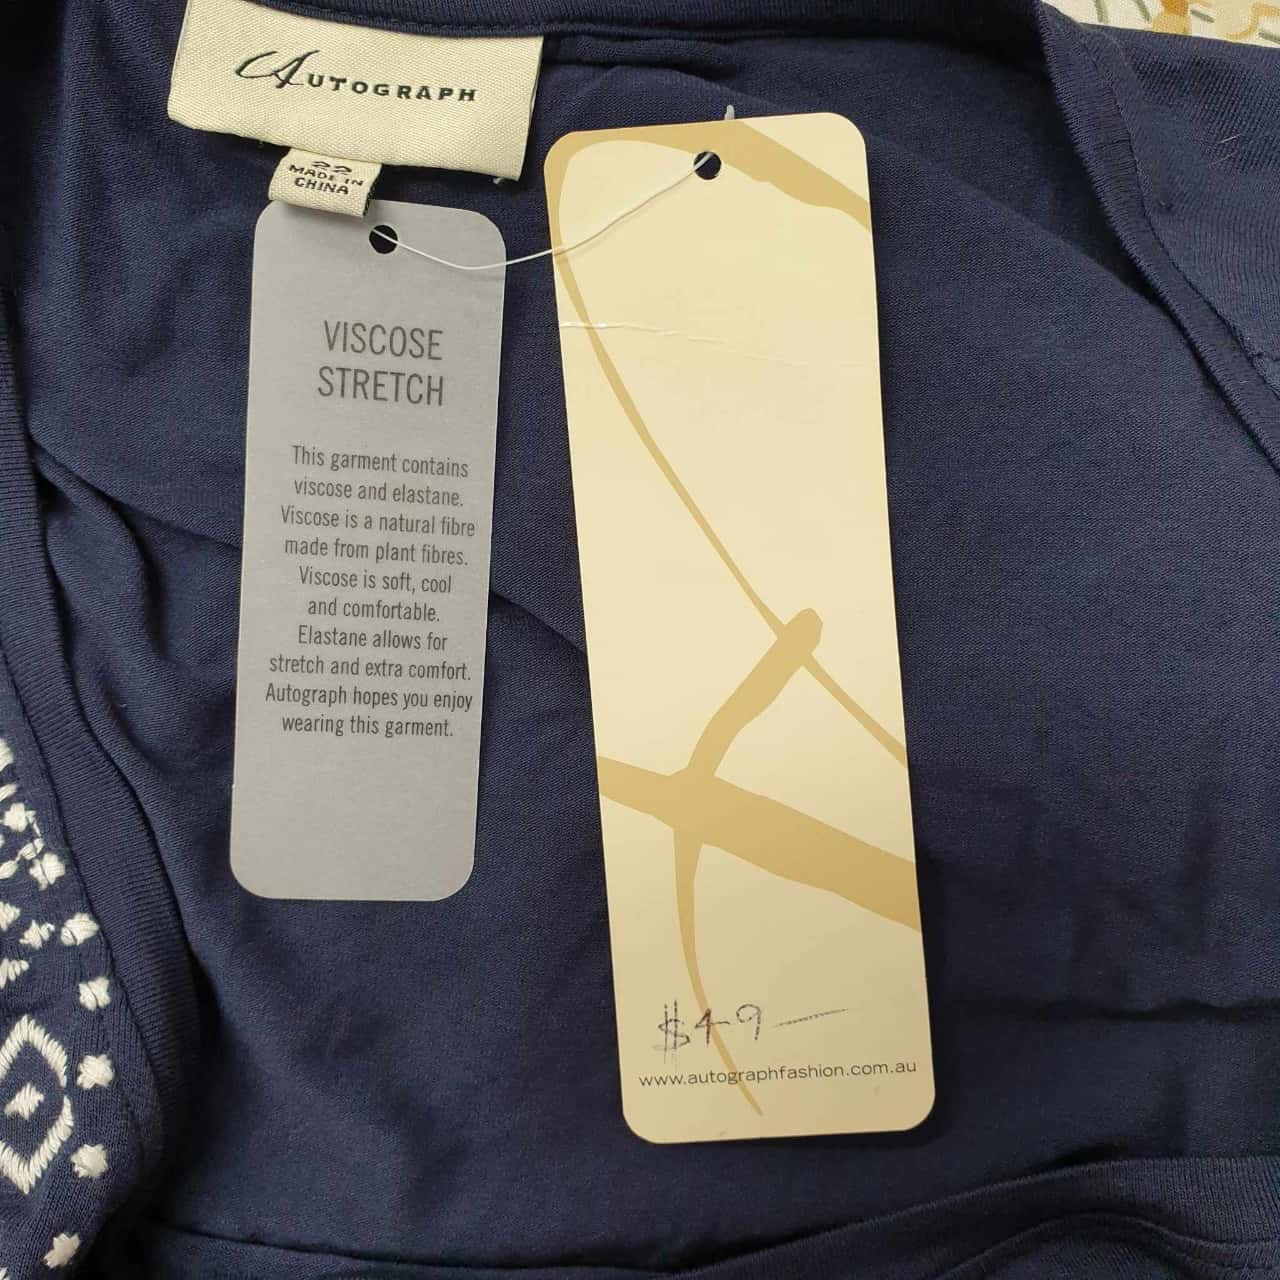 AUTOGRAPH
22
MADE IN
CHINA
VISCOSE
STRETCH
This garment contains
viscose and elastane.
Viscose is a natural fibre
made from plant fibres.
Viscose is soft, cool
and comfortable.
Elastane allows for
stretch and extra comfort.
Autograph hopes you enjoy
wearing this garment.
$49—
www.autographfashion.com.au